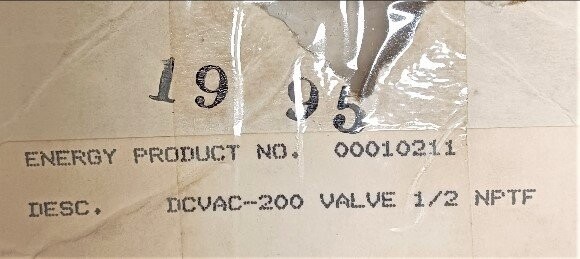 19 95
ENERGY PRODUCT NO. 00010211
DESC. DCVAC-200 VALVE 1/2 NPTF